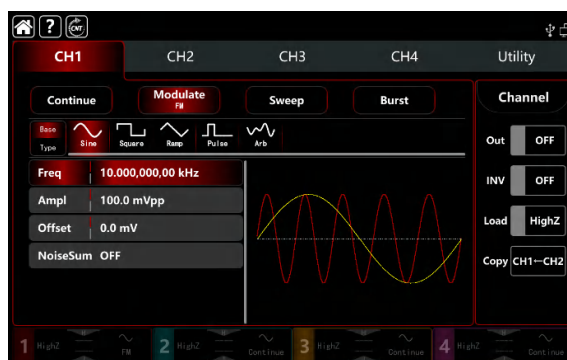 ? CNT
CH1 CH2 CH3 CH4 Utility
Continue Modulate Sweep Burst Channel
FM
Base
Type Sine Square Ramp Pulse Arb
Out OFF
Freq 10.000,000,00 kHz
INV OFF
Ampl 100.0 mVpp
Offset 0.0 mV
Load HighZ
NoiseSum OFF
Copy CH1←CH2
1 HighZ FM 2 HighZ Continue 3 HighZ Continue 4 HighZ Continue